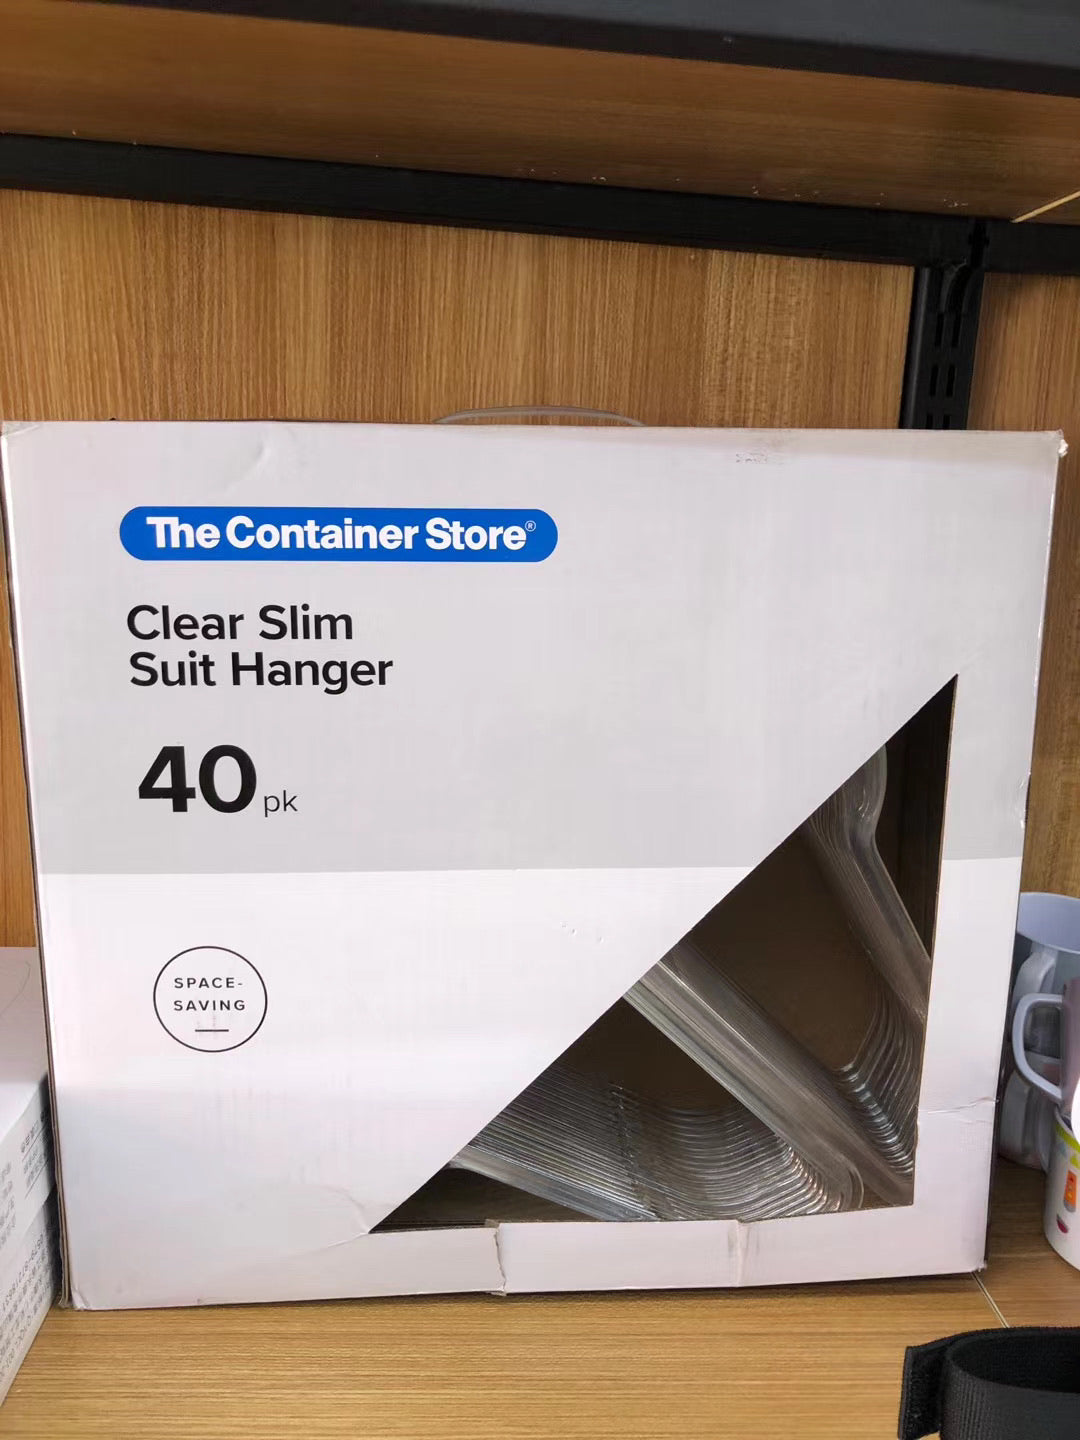 The Container Store®
Clear Slim
Suit Hanger
40 pk
SPACE-
SAVING